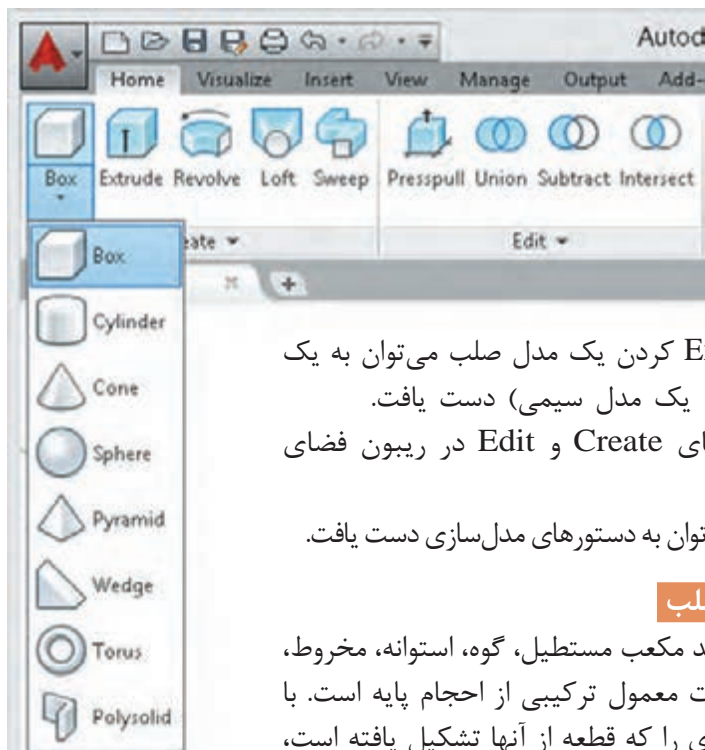 Autod
Home Visualize Insert View Manage Output Add-
Box Extrude Revolve Loft Sweep Presspull Union Subtract Intersect
eate Edit
Box
Cylinder
Cone
Sphere
Pyramid
Wedge
Torus
Polysolid
کردن یک مدل صلب می‌توان به یک
یک مدل سیمی) دست یافت.
ای Create و Edit در ریبون فضای
توان به دستورهای مدل‌سازی دست یافت.
لب
د مکعب مستطیل، گوه، استوانه، مخروط،
ت معمول ترکیبی از احجام پایه است. با
ی را که قطعه از آنها تشکیل یافته است،